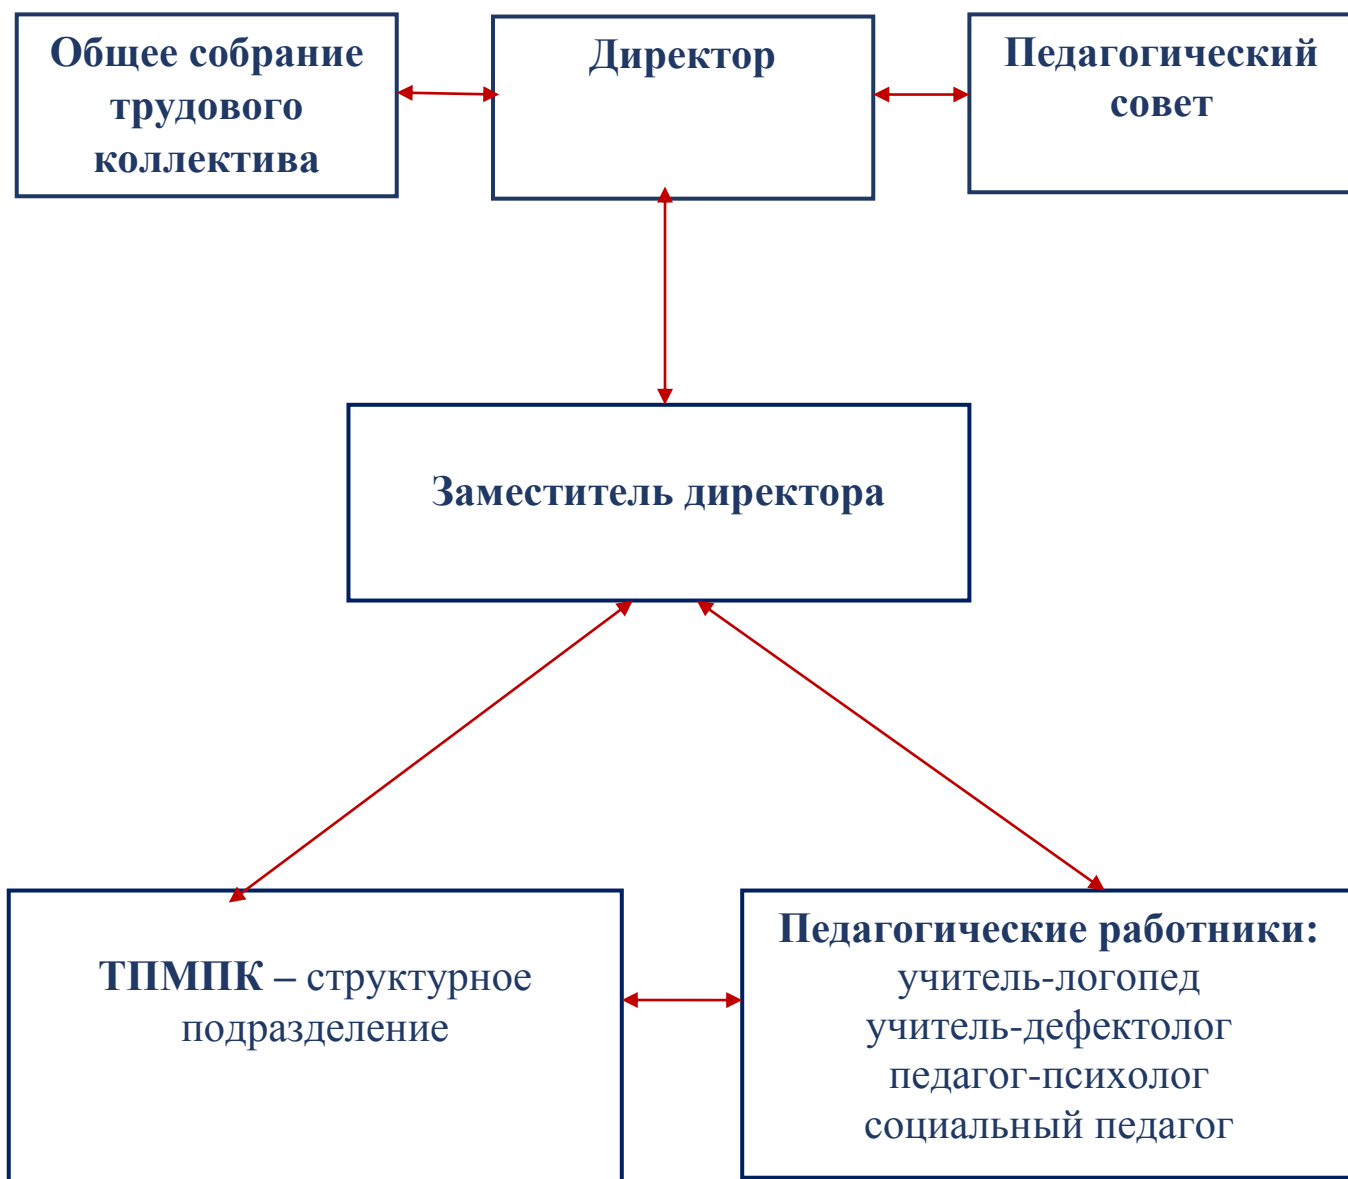 Общее собрание
трудового
коллектива
Директор
Педагогический
совет
Заместитель директора
ТПМПК – структурное
подразделение
Педагогические работники:
учитель-логопед
учитель-дефектолог
педагог-психолог
социальный педагог